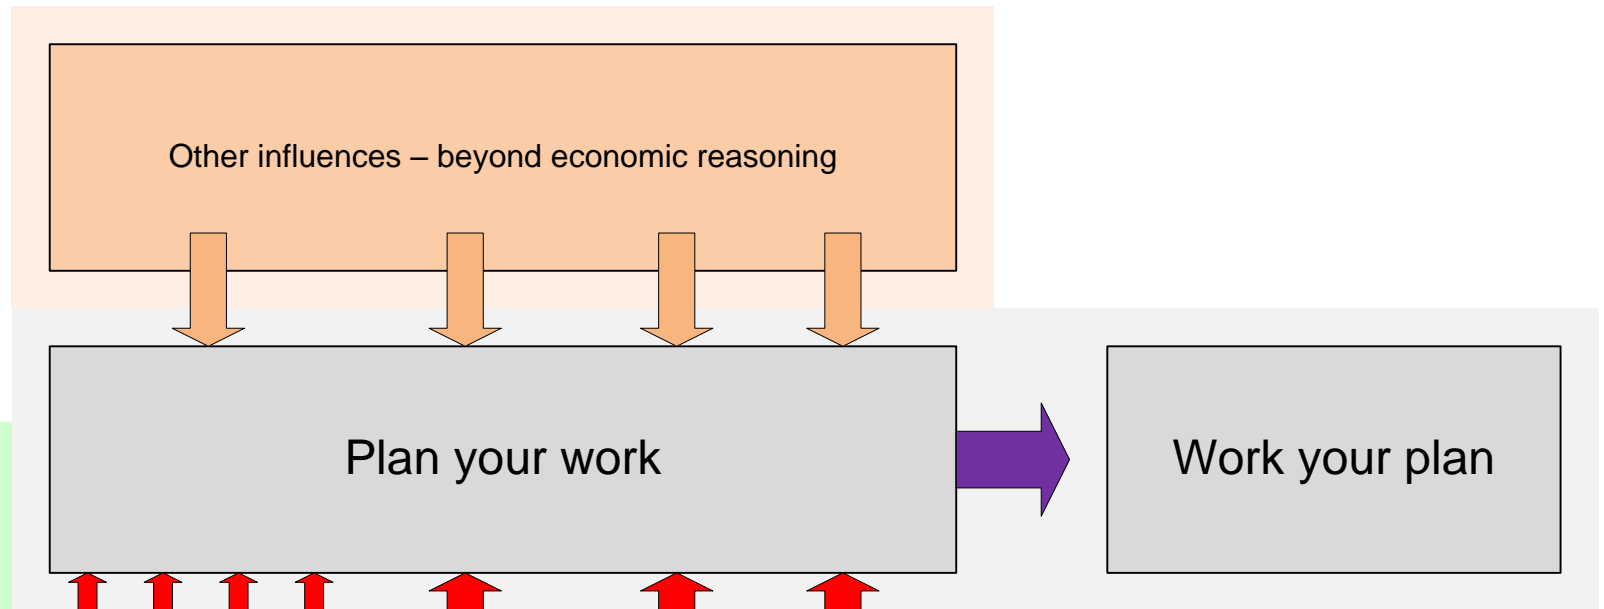 Other influences – beyond economic reasoning
Plan your work
Work your plan